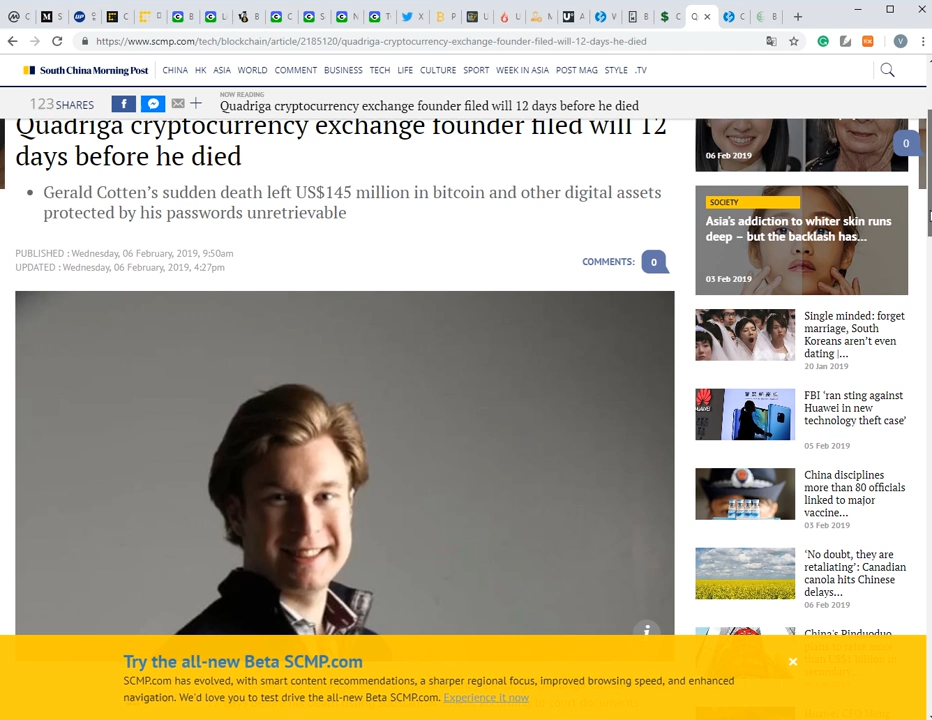 C
M S
S
C
D
B
L
B
C
S
N
T
X
P
U
U
M
A
V
B
C
Q
C
B
https://www.scmp.com/tech/blockchain/article/2185120/quadriga-cryptocurrency-exchange-founder-filed-will-12-days-he-died
V
South China Morning Post
CHINA HK ASIA WORLD COMMENT BUSINESS TECH LIFE CULTURE SPORT WEEK IN ASIA POST MAG STYLE .TV
123 SHARES
NOW READING
Quadriga cryptocurrency exchange founder filed will 12 days before he died
Quadriga cryptocurrency exchange founder filed will 12
days before he died
• Gerald Cotten's sudden death left US$145 million in bitcoin and other digital assets
protected by his passwords unretrievable
PUBLISHED : Wednesday, 06 February, 2019, 9:50am
UPDATED : Wednesday, 06 February, 2019, 4:27pm
COMMENTS: 0
06 Feb 2019
0
SOCIETY
Asia's addiction to whiter skin runs
deep – but the backlash has...
03 Feb 2019
Single minded: forget
marriage, South
Koreans aren't even
dating |...
20 Jan 2019
FBI 'ran sting against
Huawei in new
technology theft case'
05 Feb 2019
China disciplines
more than 80 officials
linked to major
vaccine...
03 Feb 2019
'No doubt, they are
retaliating': Canadian
canola hits Chinese
delays...
06 Feb 2019
China's Pinduoduo
Try the all-new Beta SCMP.com
SCMP.com has evolved, with smart content recommendations, a sharper regional focus, improved browsing speed, and enhanced
navigation. We'd love you to test drive the all-new Beta SCMP.com. Experience it now